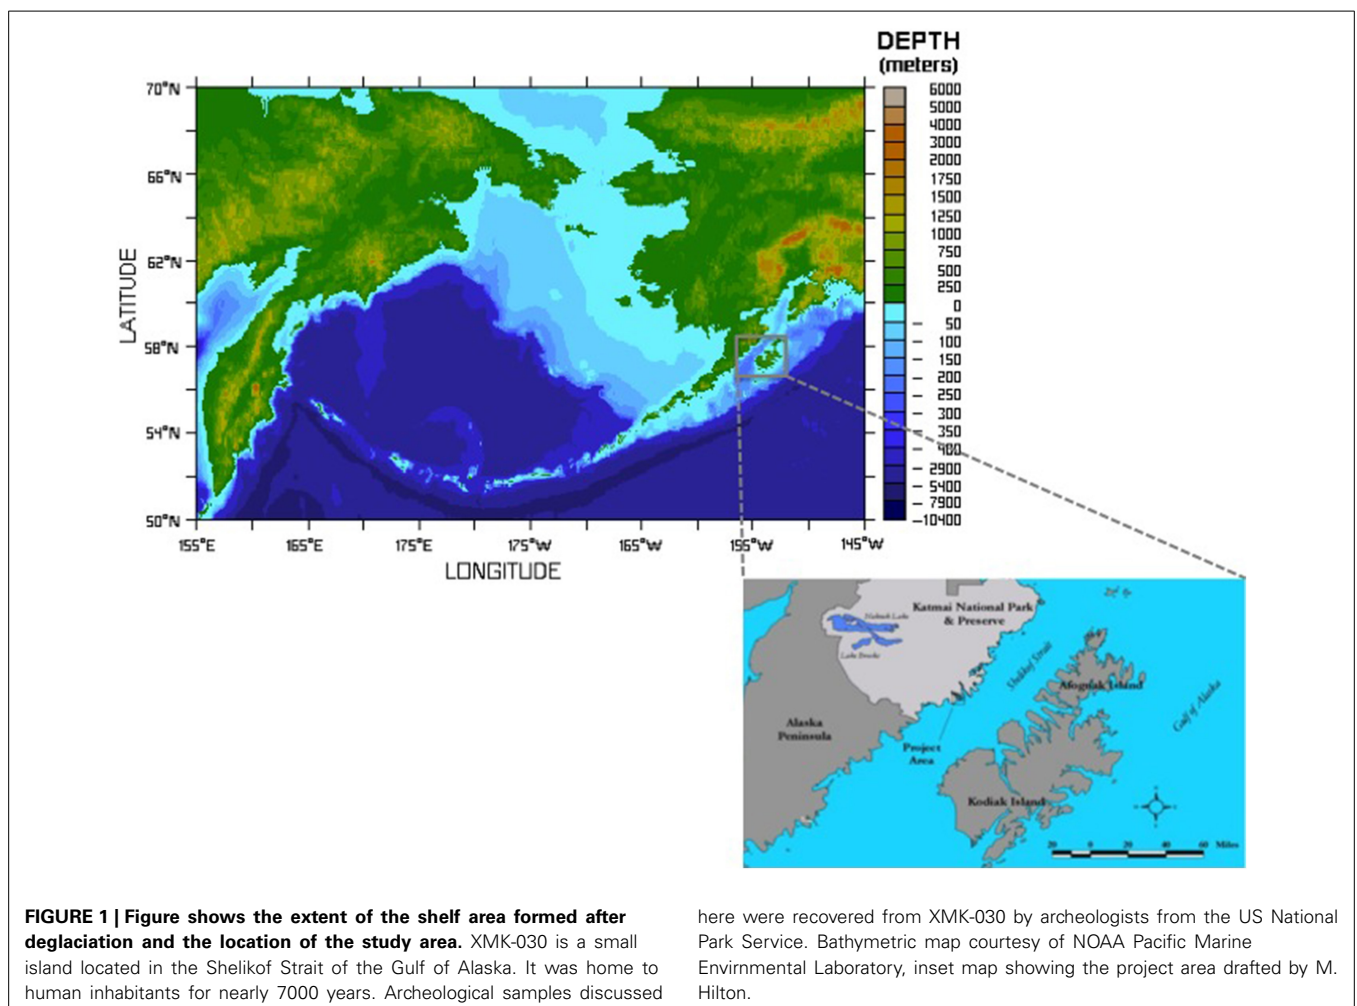 DEPTH
(meters)
70°N
66°N
62°N
58°N
54°N
50°N
LATITUDE
155°E
165°E
175°E
175°W
165°W
155°W
145°W
LONGITUDE
6000
5000
4000
3000
2000
1750
1500
1250
1000
750
500
250
0
- 50
- 100
- 150
- 200
- 250
- 300
- 350
- 400
- 2900
- 5400
- 7900
-10400
Katmai National Park
& Preserve
Naknek Lake
Lake Brooks
Shelikof Strait
Afognak Island
Gulf of Alaska
Alaska
Peninsula
Project
Area
Kodiak Island
20 0 20 40 60 Miles
FIGURE 1 | Figure shows the extent of the shelf area formed after
deglaciation and the location of the study area. XMK-030 is a small
island located in the Shelikof Strait of the Gulf of Alaska. It was home to
human inhabitants for nearly 7000 years. Archeological samples discussed
here were recovered from XMK-030 by archeologists from the US National
Park Service. Bathymetric map courtesy of NOAA Pacific Marine
Envirnmental Laboratory, inset map showing the project area drafted by M.
Hilton.